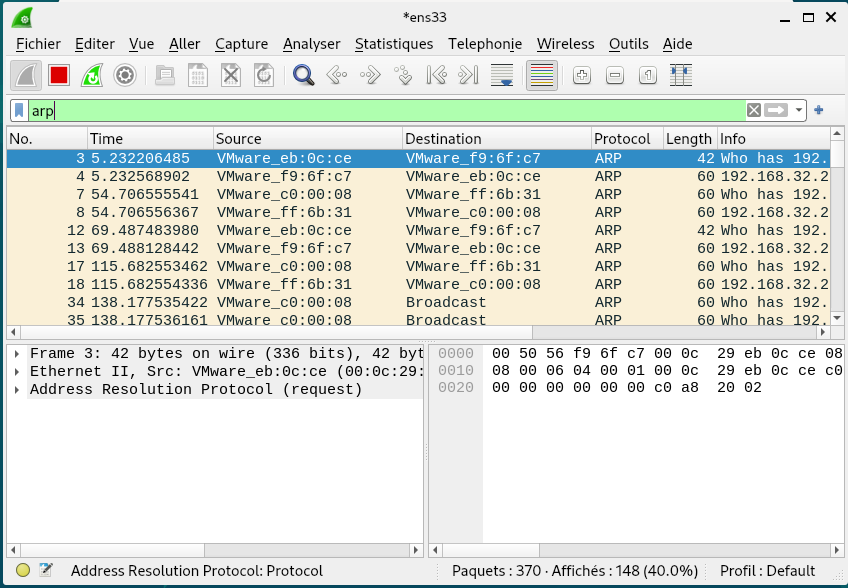 *ens33
Fichier Editer Vue Aller Capture Analyser Statistiques Telephonie Wireless Outils Aide
arp
No. Time Source Destination Protocol Length Info
3 5.232206485 VMware_eb:0c:ce VMware_f9:6f:c7 ARP 42 Who has 192.
4 5.232568902 VMware_f9:6f:c7 VMware_eb:0c:ce ARP 60 192.168.32.2
7 54.706555541 VMware_c0:00:08 VMware_ff:6b:31 ARP 60 Who has 192.
8 54.706556367 VMware_ff:6b:31 VMware_c0:00:08 ARP 60 192.168.32.2
12 69.487483980 VMware_eb:0c:ce VMware_f9:6f:c7 ARP 42 Who has 192.
13 69.488128442 VMware_f9:6f:c7 VMware_eb:0c:ce ARP 60 192.168.32.2
17 115.682553462 VMware_c0:00:08 VMware_ff:6b:31 ARP 60 Who has 192.
18 115.682554336 VMware_ff:6b:31 VMware_c0:00:08 ARP 60 192.168.32.2
34 138.177535422 VMware_c0:00:08 Broadcast ARP 60 Who has 192.
35 138.177536161 VMware_c0:00:08 Broadcast ARP 60 Who has 192.
Frame 3: 42 bytes on wire (336 bits), 42 byt
Ethernet II, Src: VMware_eb:0c:ce (00:0c:29:
Address Resolution Protocol (request)
0000 00 50 56 f9 6f c7 00 0c 29 eb 0c ce 08
0010 08 00 06 04 00 01 00 0c 29 eb 0c ce c0
0020 00 00 00 00 00 00 c0 a8 20 02
Address Resolution Protocol: Protocol Paquets : 370 · Affichés : 148 (40.0%) Profil : Default